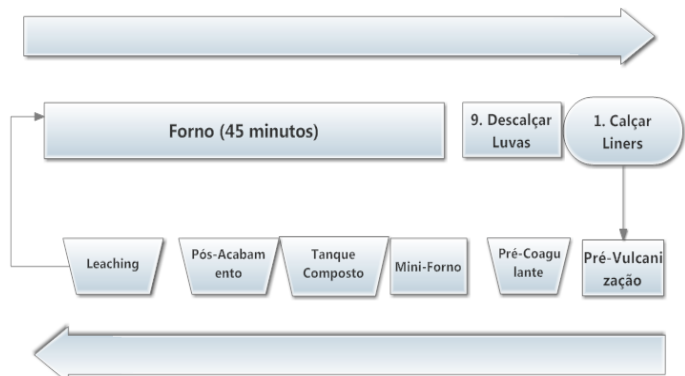 Forno (45 minutos)
9. Descalçar
Luvas
1. Calçar
Liners
Leaching
Pós-Acabam
ento
Tanque
Composto
Mini-Forno
Pré-Coagu
lante
Pré-Vulcani
zação